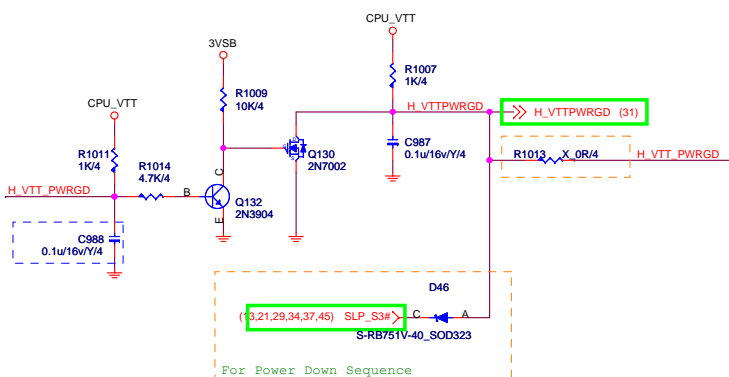 CPU_VTT
3VSB
R1007
1K/4
R1009
10K/4
CPU_VTT
H_VTTPWRGD
H_VTTPWRGD (31)
R1011
1K/4
R1014
4.7K/4
C987
0.1u/16v/Y/4
Q130
2N7002
R1013 X_0R/4
H_VTT_PWRGD
H_VTT_PWRGD
B
C
E
Q132
2N3904
C988
0.1u/16v/Y/4
D46
(13,21,29,34,37,45) SLP_S3#
C
A
S-RB751V-40_SOD323
For Power Down Sequence